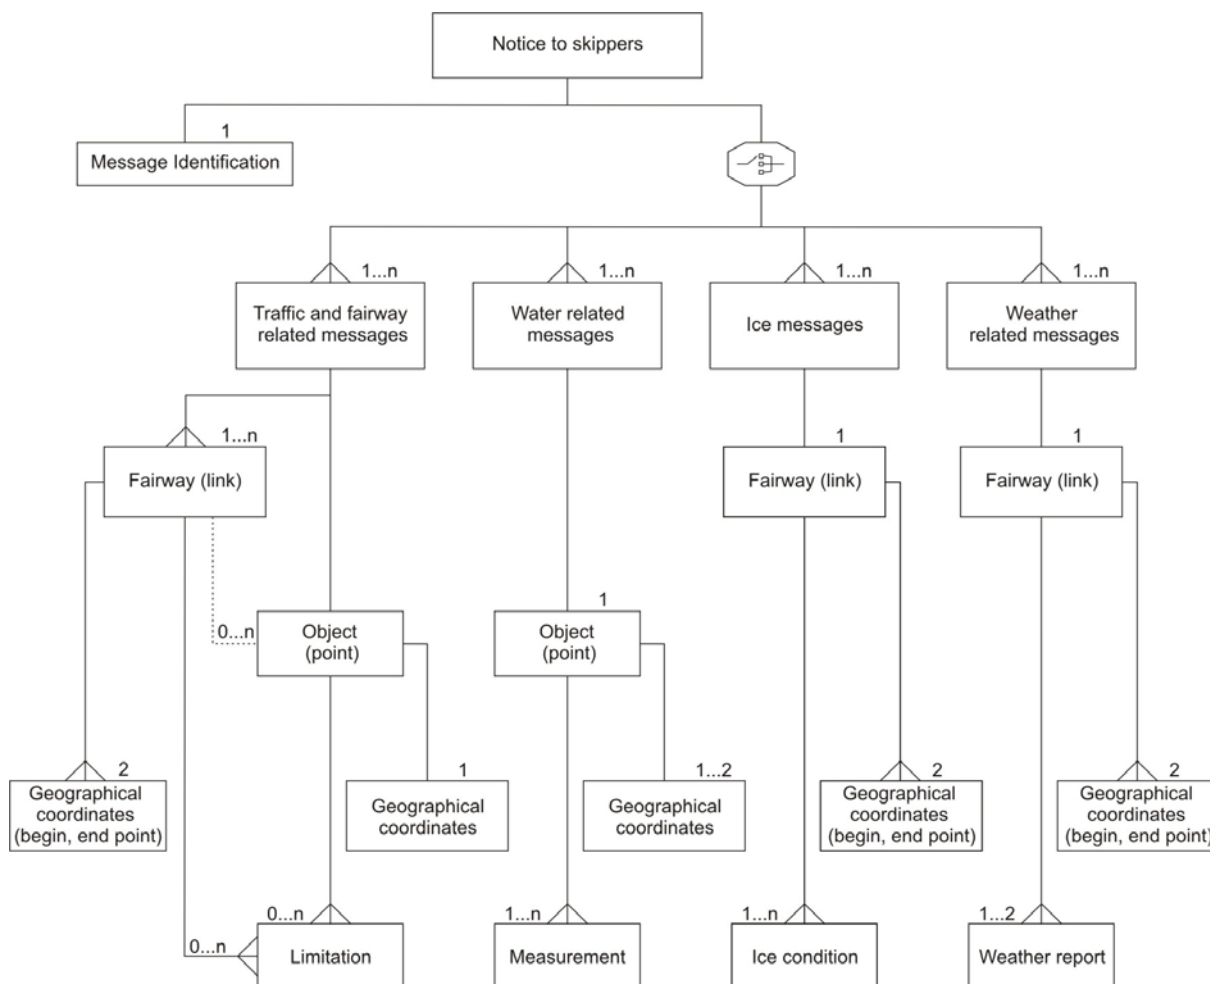 Notice to skippers
1
Message Identification
1...n
1...n
1...n
1...n
Traffic and fairway
related messages
Water related
messages
Ice messages
Weather
related messages
1...n
1
1
Fairway (link)
Fairway (link)
Fairway (link)
0...n
1
Object
(point)
Object
(point)
2
1
1...2
2
2
Geographical
coordinates
(begin, end point)
Geographical
coordinates
Geographical
coordinates
Geographical
coordinates
(begin, end point)
Geographical
coordinates
(begin, end point)
0...n
0...n
1...n
1...n
1...2
Limitation
Measurement
Ice condition
Weather report